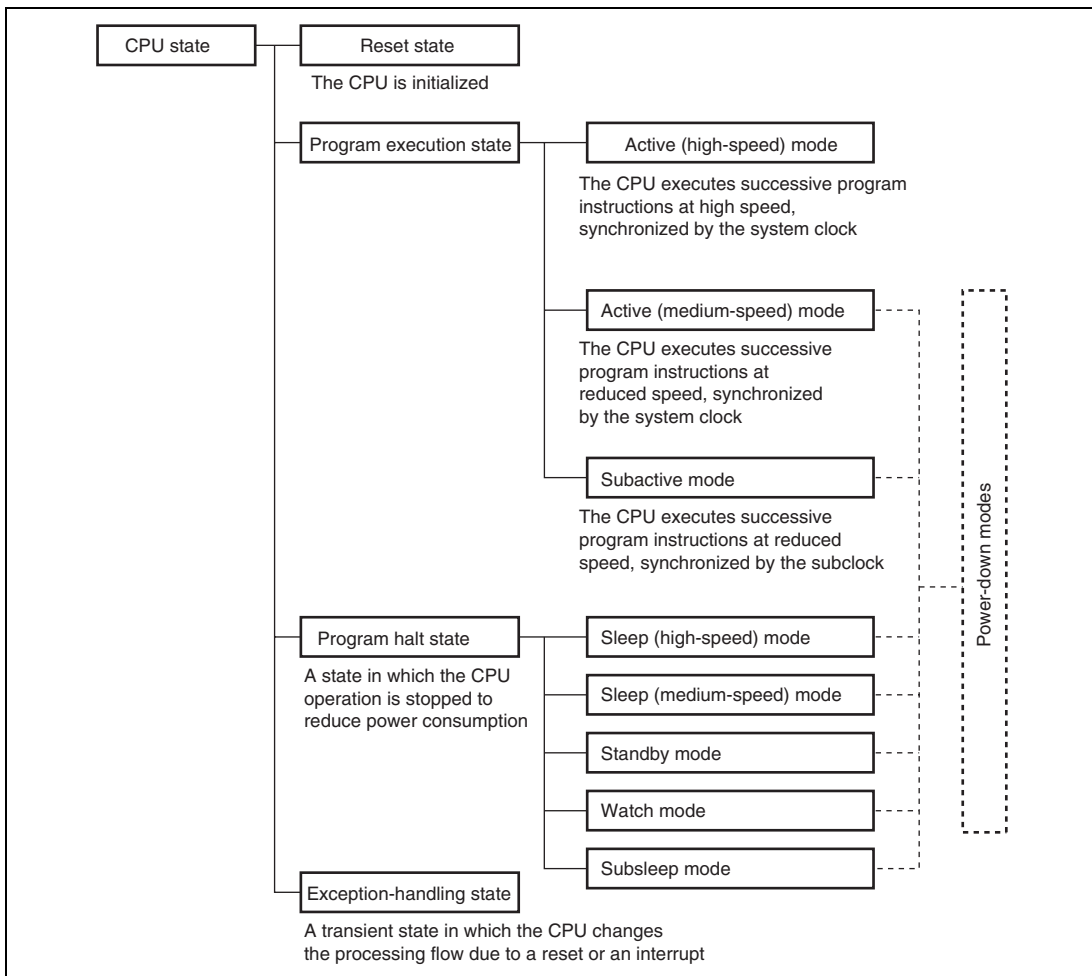 CPU state
Reset state
The CPU is initialized
Program execution state
Active (high-speed) mode
The CPU executes successive program
instructions at high speed,
synchronized by the system clock
Active (medium-speed) mode
The CPU executes successive
program instructions at
reduced speed, synchronized
by the system clock
Subactive mode
The CPU executes successive
program instructions at reduced
speed, synchronized by the subclock
Power-down modes
Program halt state
A state in which the CPU
operation is stopped to
reduce power consumption
Sleep (high-speed) mode
Sleep (medium-speed) mode
Standby mode
Watch mode
Subsleep mode
Exception-handling state
A transient state in which the CPU changes
the processing flow due to a reset or an interrupt